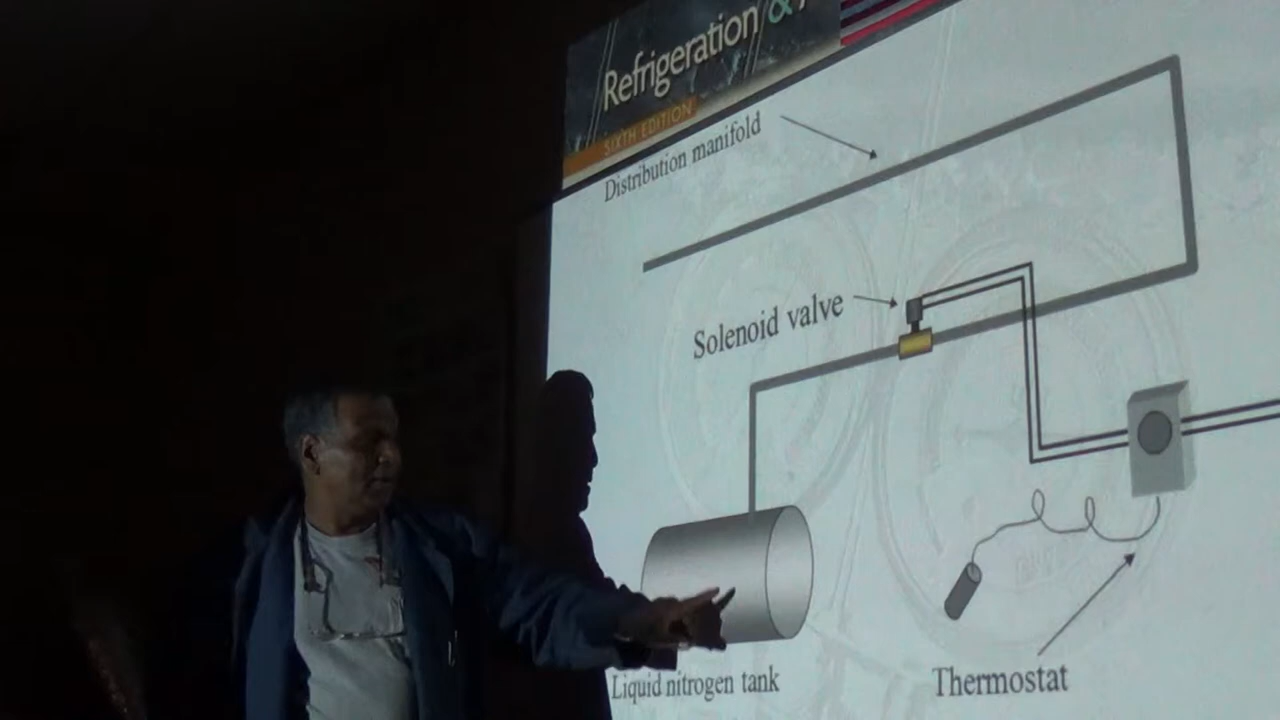 Refrigeration &
SIXTH EDITION
Distribution manifold
Solenoid valve
Liquid nitrogen tank
Thermostat